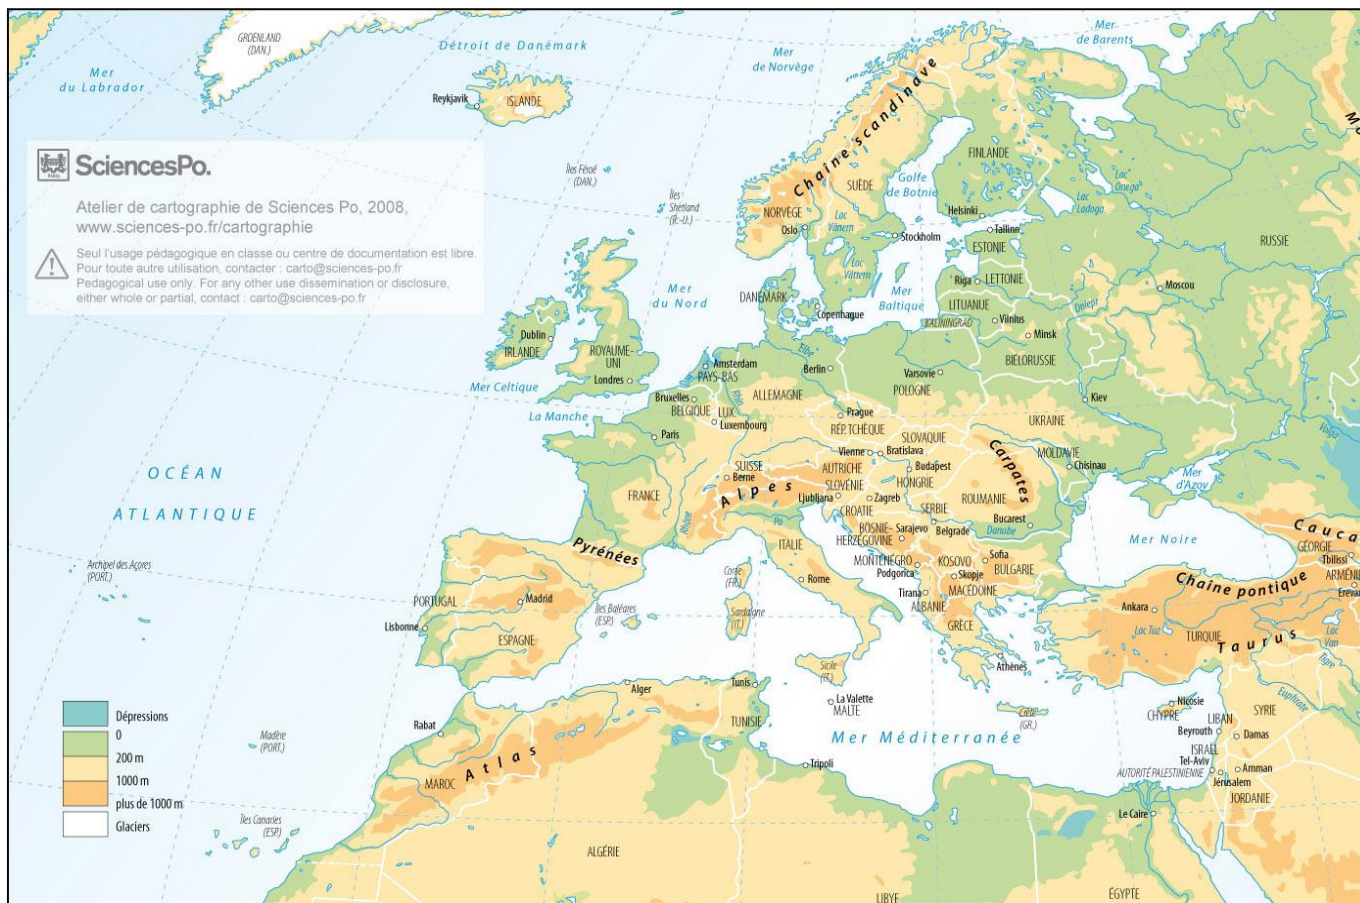 GROENLAND
(DAN.)
Détroit de Danemark
Mer
de Norvège
Mer
de Barents
Mer
du Labrador
Reykjavik
ISLANDE
SciencesPo.
PARIS
Atelier de cartographie de Sciences Po, 2008,
www.sciences-po.fr/cartographie
Seul l'usage pédagogique en classe ou centre de documentation est libre.
Pour toute autre utilisation, contacter : carto@sciences-po.fr
Pedagogical use only. For any other use dissemination or disclosure,
either whole or partial, contact : carto@sciences-po.fr
Îles Féroé
(DAN.)
Îles
Shetland
(R.-U.)
Chaîne scandinave
FINLANDE
SUÈDE
Golfe
de Botnie
Lac
Onega
Lac
Ladoga
NORVÈGE
Oslo
Lac
Vänern
Helsinki
Tallinn
Stockholm
ESTONIE
RUSSIE
Lac
Vättern
Riga
LETTONIE
Moscou
Mer
du Nord
DANEMARK
Mer
Baltique
LITUANIE
Dniepr
Copenhague
KALININGRAD
Vilnius
Minsk
BIÉLORUSSIE
Dublin
IRLANDE
ROYAUME-
UNI
Londres
Amsterdam
PAYS-BAS
Elbe
Berlin
Varsovie
POLOGNE
Mer Celtique
Bruxelles
BELGIQUE
Rhin
ALLEMAGNE
Kiev
La Manche
LUX.
Luxembourg
Prague
RÉP. TCHÈQUE
UKRAINE
Volga
Paris
SLOVAQUIE
Vienne
Bratislava
Carpates
MOLDAVIE
Chisinau
OCÉAN
ATLANTIQUE
SUISSE
Berne
AUTRICHE
Budapest
HONGRIE
Mer
d'Azov
FRANCE
Alpes
SLOVÉNIE
Ljubljana
Zagreb
ROUMANIE
CROATIE
SERBIE
Bucarest
Rhône
Po
BOSNIE-
HERZÉGOVINE
Sarajevo
Belgrade
Danube
Mer Noire
Cauca
GÉORGIE
Tbilissi
Pyrénées
ITALIE
MONTÉNÉGRO
Podgorica
KOSOVO
Sofia
BULGARIE
Archipel des Açores
(PORT.)
Corse
(FR.)
Rome
Skopje
MACÉDOINE
Chaîne pontique
ARMÉNIE
Erevan
PORTUGAL
Madrid
Îles Baléares
(ESP.)
Sardaigne
(IT.)
Tirana
ALBANIE
Ankara
Lisbonne
ESPAGNE
GRÈCE
Lac Tuz
TURQUIE
Taurus
Lac
Van
Tigre
Athènes
Sicile
(IT.)
Alger
Tunis
La Valette
MALTE
Crète
(GR.)
Nicosie
CHYPRE
Euphrate
SYRIE
LIBAN
Beyrouth
Damas
Dépressions
0
200 m
1000 m
plus de 1000 m
Glaciers
Madère
(PORT.)
Rabat
TUNISIE
Mer Méditerranée
ISRAËL
Tel-Aviv
AUTORITÉ PALESTINIENNE
Amman
Jérusalem
JORDANIE
Atlas
MAROC
Tripoli
Îles Canaries
(ESP.)
Le Caire
ALGÉRIE
LIBYE
ÉGYPTE